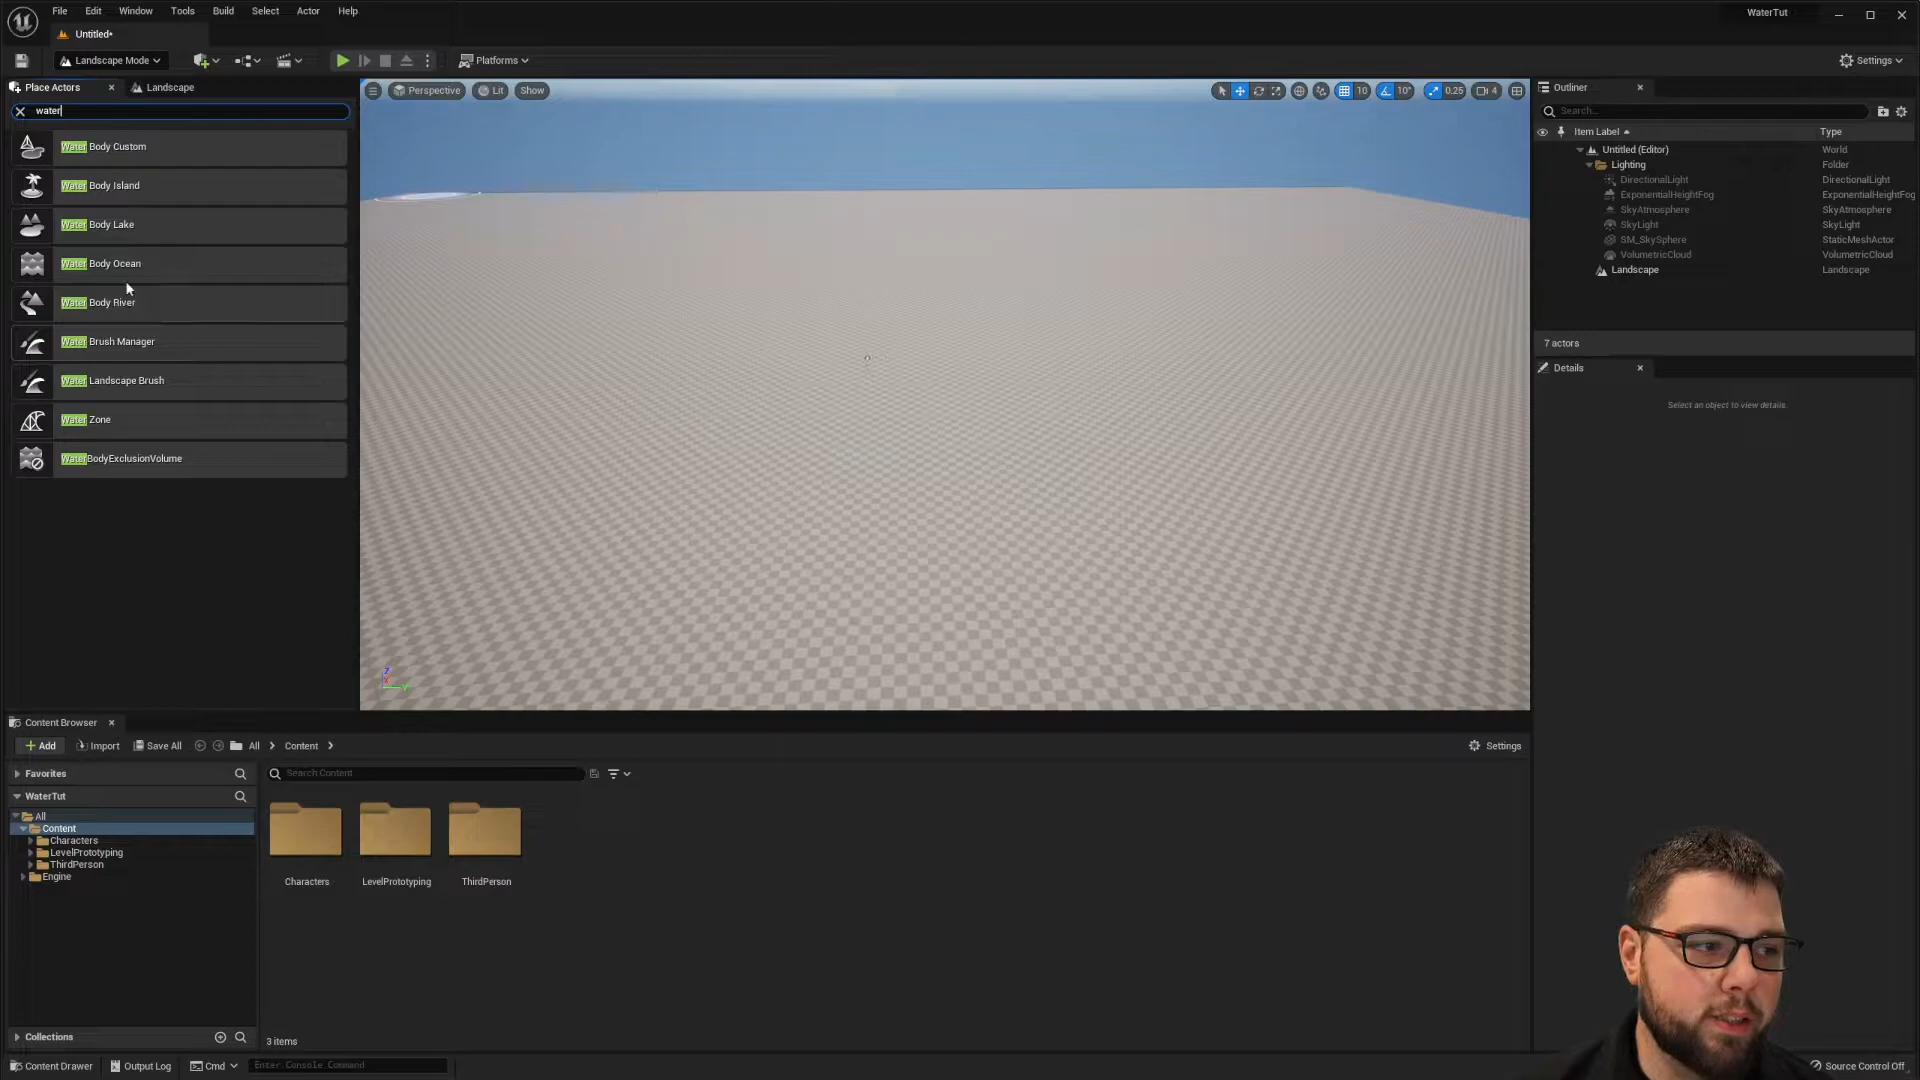 File Edit Window Tools Build Select Actor Help
WaterTut
Untitled*
Landscape Mode
Platforms
Settings
Place Actors
Landscape
water
Water Body Custom
Water Body Island
Water Body Lake
Water Body Ocean
Water Body River
Water Brush Manager
Water Landscape Brush
Water Zone
WaterBodyExclusionVolume
Perspective Lit Show
10 10° 0.25 4
Z
X
Y
Outliner
Search...
Item Label Type
Untitled (Editor) World
Lighting Folder
DirectionalLight DirectionalLight
ExponentialHeightFog ExponentialHeightFog
SkyAtmosphere SkyAtmosphere
SkyLight SkyLight
SM_SkySphere StaticMeshActor
VolumetricCloud VolumetricCloud
Landscape Landscape
7 actors
Details
Select an object to view details.
Content Browser
Add Import Save All All Content Settings
Favorites
WaterTut
All
Content
Characters
LevelPrototyping
ThirdPerson
Engine
Collections
Search Content
Characters LevelPrototyping ThirdPerson
3 items
Content Drawer Output Log Cmd Enter Console Command Source Control Off